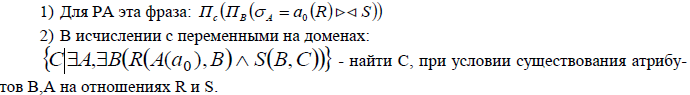 1) Для РА эта фраза: Π_c(Π_B(σ_A = a_0(R)▷◁S))
2) В исчислении с переменными на доменах:
{C|∃A,∃B(R(A(a_0),B)∧S(B,C))} - найти С, при условии существования атрибу-
тов В,А на отношениях R и S.